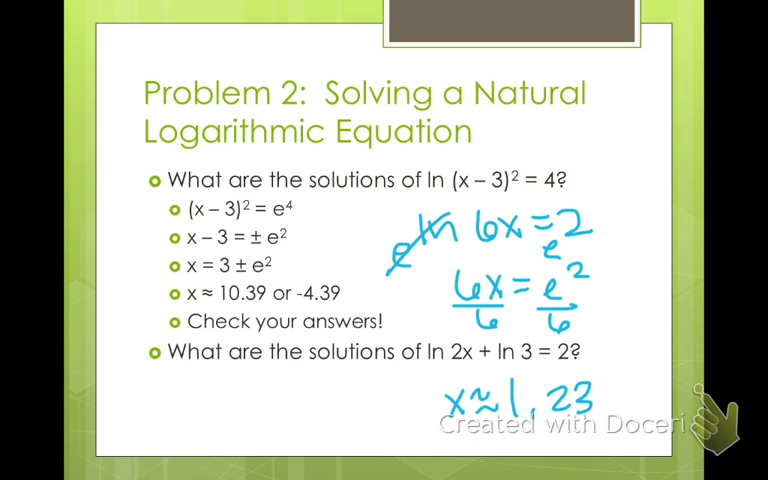 Problem 2: Solving a Natural
Logarithmic Equation
What are the solutions of ln (x – 3)² = 4?
(x – 3)² = e⁴
x – 3 = ± e²
x = 3 ± e²
x ≈ 10.39 or -4.39
Check your answers!
What are the solutions of ln 2x + ln 3 = 2?
e ln 6x = 2
e
6x = e²
6 6
x ≈ 1.23
Created with Doceri